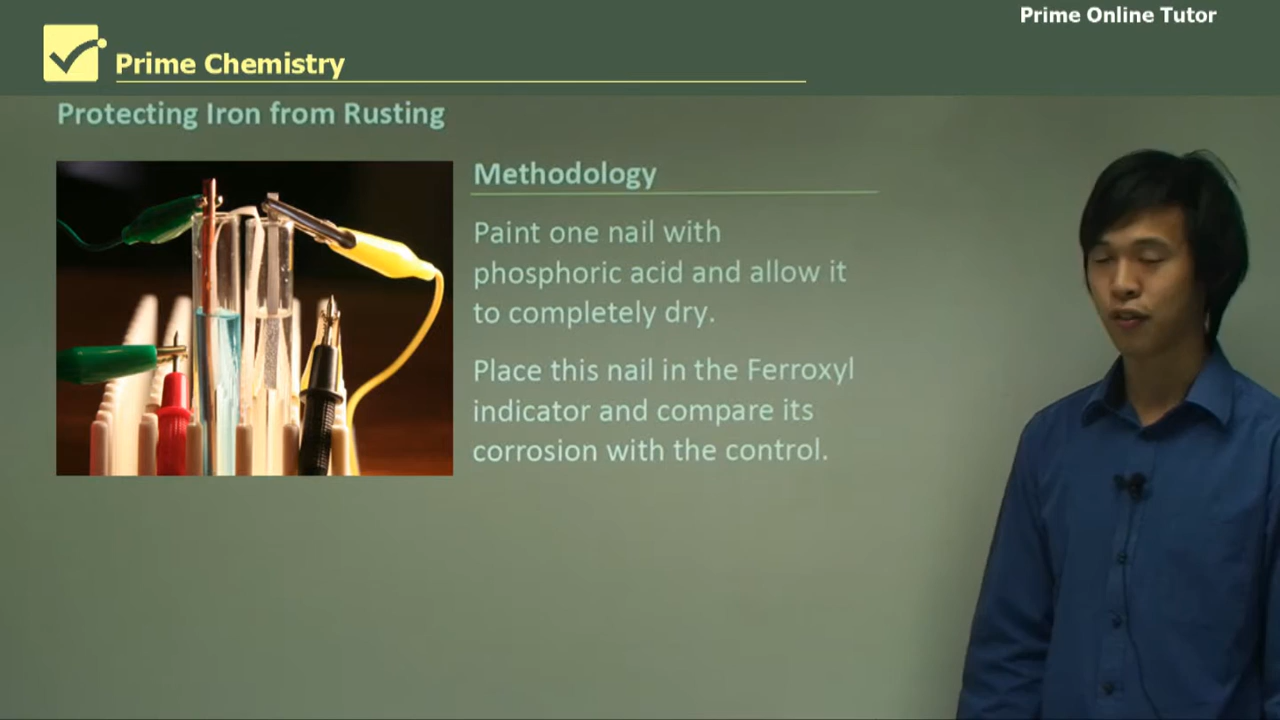 Prime Online Tutor
Prime Chemistry
Protecting Iron from Rusting
Methodology
Paint one nail with
phosphoric acid and allow it
to completely dry.
Place this nail in the Ferroxyl
indicator and compare its
corrosion with the control.